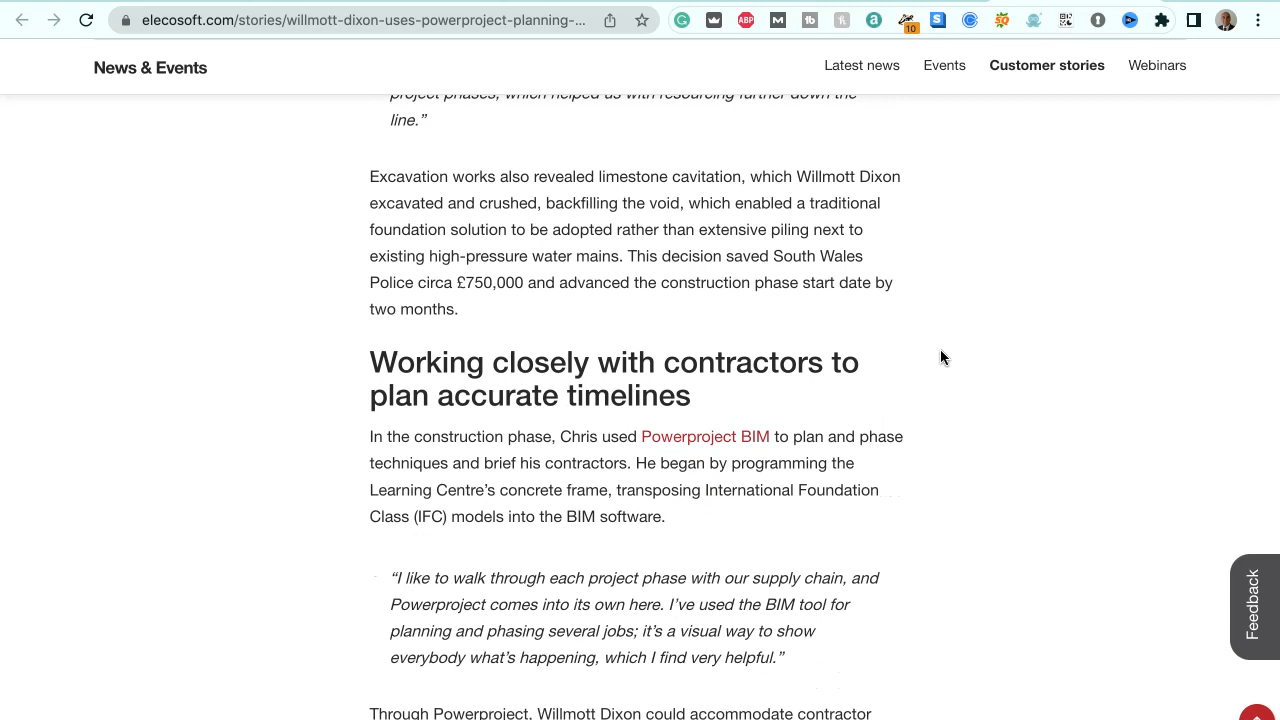 elecosoft.com/stories/willmott-dixon-uses-powerproject-planning-...
ABP
10
News & Events
Latest news
Events
Customer stories
Webinars
project phases, which helped us with resourcing further down the
line.”
Excavation works also revealed limestone cavitation, which Willmott Dixon
excavated and crushed, backfilling the void, which enabled a traditional
foundation solution to be adopted rather than extensive piling next to
existing high-pressure water mains. This decision saved South Wales
Police circa £750,000 and advanced the construction phase start date by
two months.
Working closely with contractors to
plan accurate timelines
In the construction phase, Chris used Powerproject BIM to plan and phase
techniques and brief his contractors. He began by programming the
Learning Centre’s concrete frame, transposing International Foundation
Class (IFC) models into the BIM software.
“I like to walk through each project phase with our supply chain, and
Powerproject comes into its own here. I’ve used the BIM tool for
planning and phasing several jobs; it’s a visual way to show
everybody what’s happening, which I find very helpful.”
Through Powerproject, Willmott Dixon could accommodate contractor
Feedback